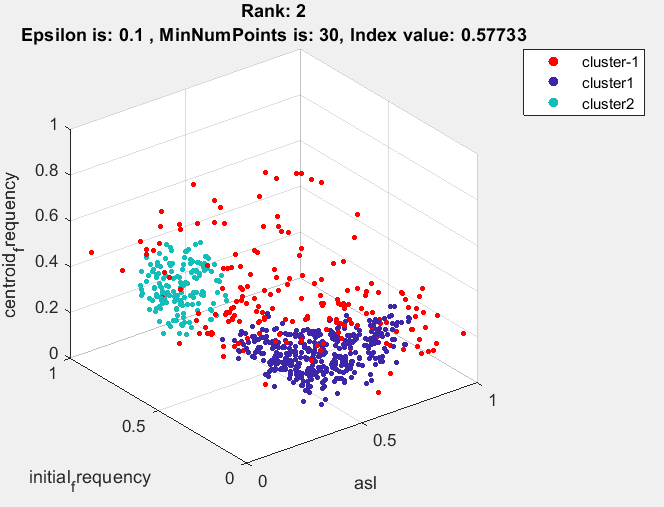 Rank: 2
Epsilon is: 0.1 , MinNumPoints is: 30, Index value: 0.57733
cluster-1
cluster1
cluster2
1
0.8
0.6
0.4
0.2
0
centroid_frequency
1
0.5
0
initial_frequency
0
0.5
1
asl